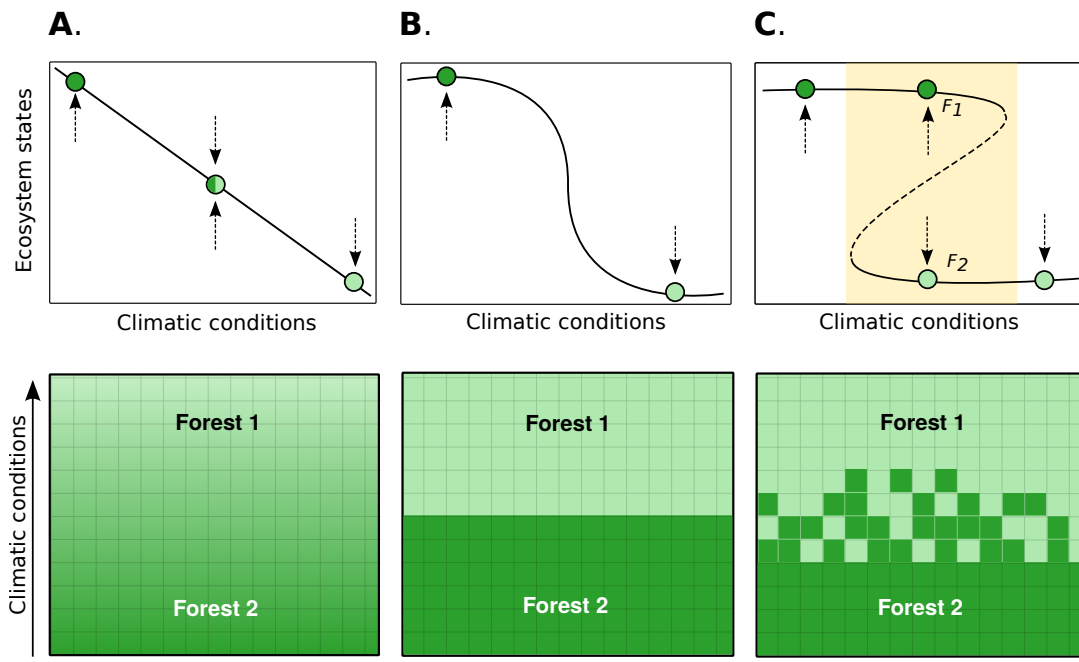 A.
B.
C.
Ecosystem states
F1
F2
Climatic conditions
Climatic conditions
Climatic conditions
Climatic conditions
Forest 1
Forest 1
Forest 1
Forest 2
Forest 2
Forest 2